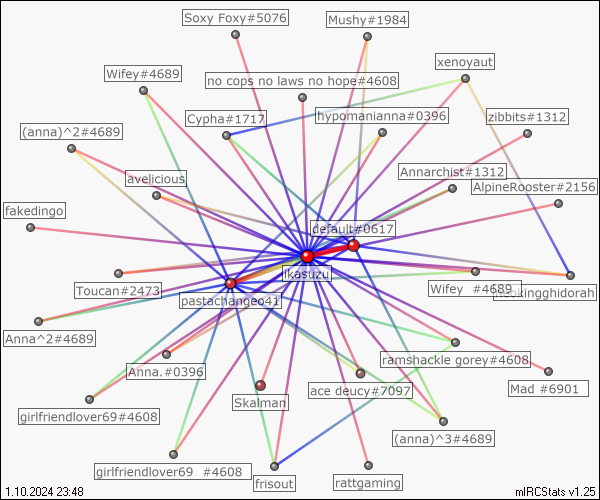 Soxy Foxy#5076
Mushy#1984
xenoyaut
Wifey#4689
no cops no laws no hope#4608
Cypha#1717
hypomanianna#0396
zibbits#1312
(anna)^2#4689
Annarchist#1312
avelicious
AlpineRooster#2156
fakedingo
default#0617
ikasuzu
Toucan#2473
Wifey  #4689
pastachangeo41
Anna^2#4689
ramshackle gorey#4608
Anna.#0396
ace deucy#7097
Mad #6901
Skalman
girlfriendlover69#4608
(anna)^3#4689
girlfriendlover69  #4608
frisout
rattgaming
1.10.2024 23:48
mIRCStats v1.25